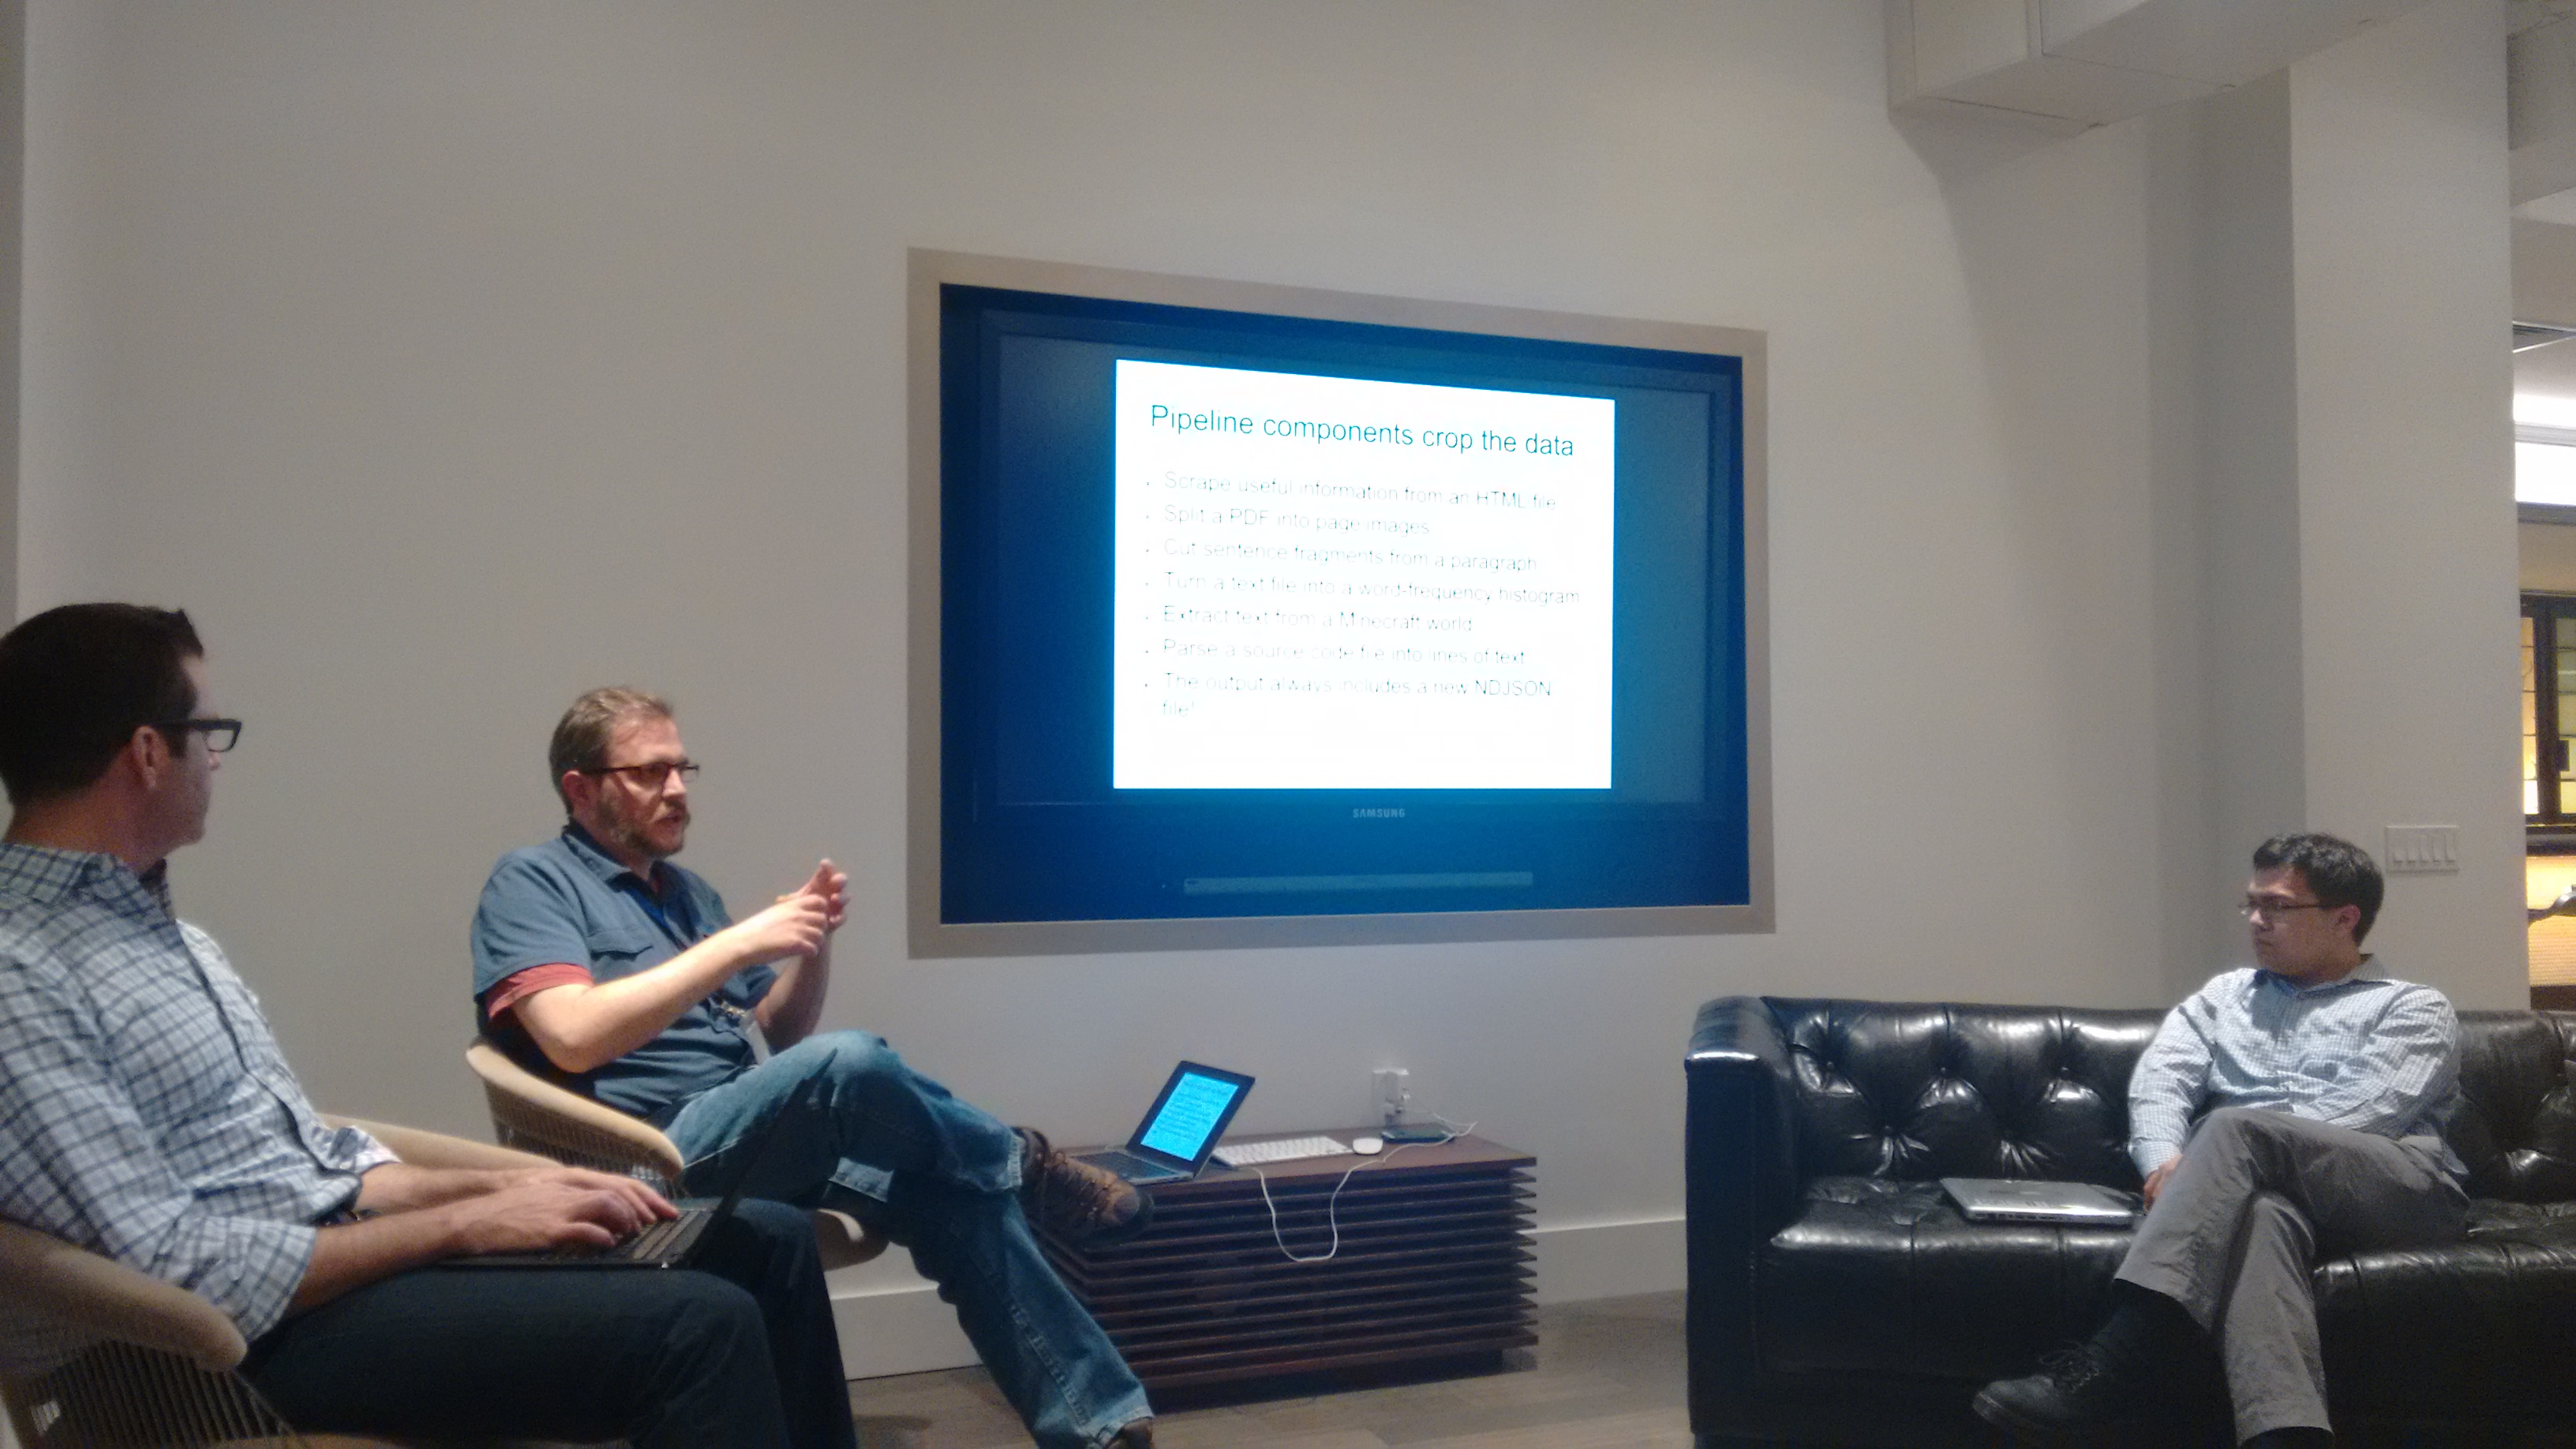 Pipeline components crop the data
Scrape useful information from an HTML file
Split a PDF into page images
Cut sentence fragments from a paragraph
Turn a text file into a word-frequency histogram
Extract text from a Minecraft world
Parse a source code file into lines of text
The output always includes a new NDJSON
file!
SAMSUNG